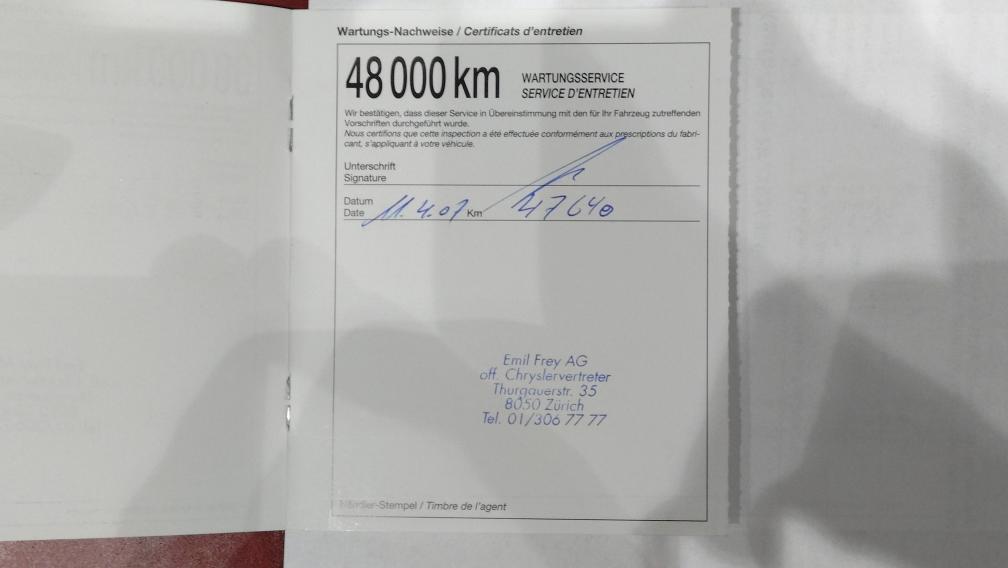 Wartungs-Nachweise / Certificats d'entretien
48 000 km WARTUNGSSERVICE
SERVICE D'ENTRETIEN
Wir bestätigen, dass dieser Service in Übereinstimmung mit den für Ihr Fahrzeug zutreffenden
Vorschriften durchgeführt wurde.
Nous certifions que cette inspection a été effectuée conformément aux prescriptions du fabri-
cant, s'appliquant à votre véhicule.
Unterschrift
Signature
Datum
Date 11.4.07 Km 47640
Emil Frey AG
off. Chryslervertreter
Thurgauerstr. 35
8050 Zürich
Tel. 01/306 77 77
Händler-Stempel / Timbre de l'agent